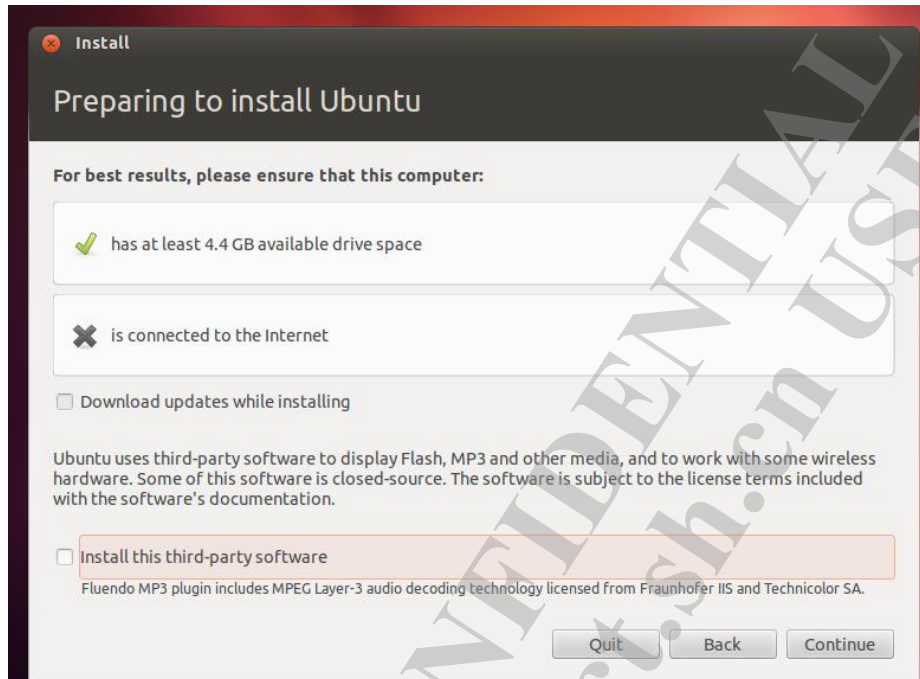 Install
Preparing to install Ubuntu
For best results, please ensure that this computer:
has at least 4.4 GB available drive space
is connected to the Internet
Download updates while installing
Ubuntu uses third-party software to display Flash, MP3 and other media, and to work with some wireless
hardware. Some of this software is closed-source. The software is subject to the license terms included
with the software's documentation.
Install this third-party software
Fluendo MP3 plugin includes MPEG Layer-3 audio decoding technology licensed from Fraunhofer IIS and Technicolor SA.
Quit Back Continue
NFIDENTIAL
rt.sh.cn US